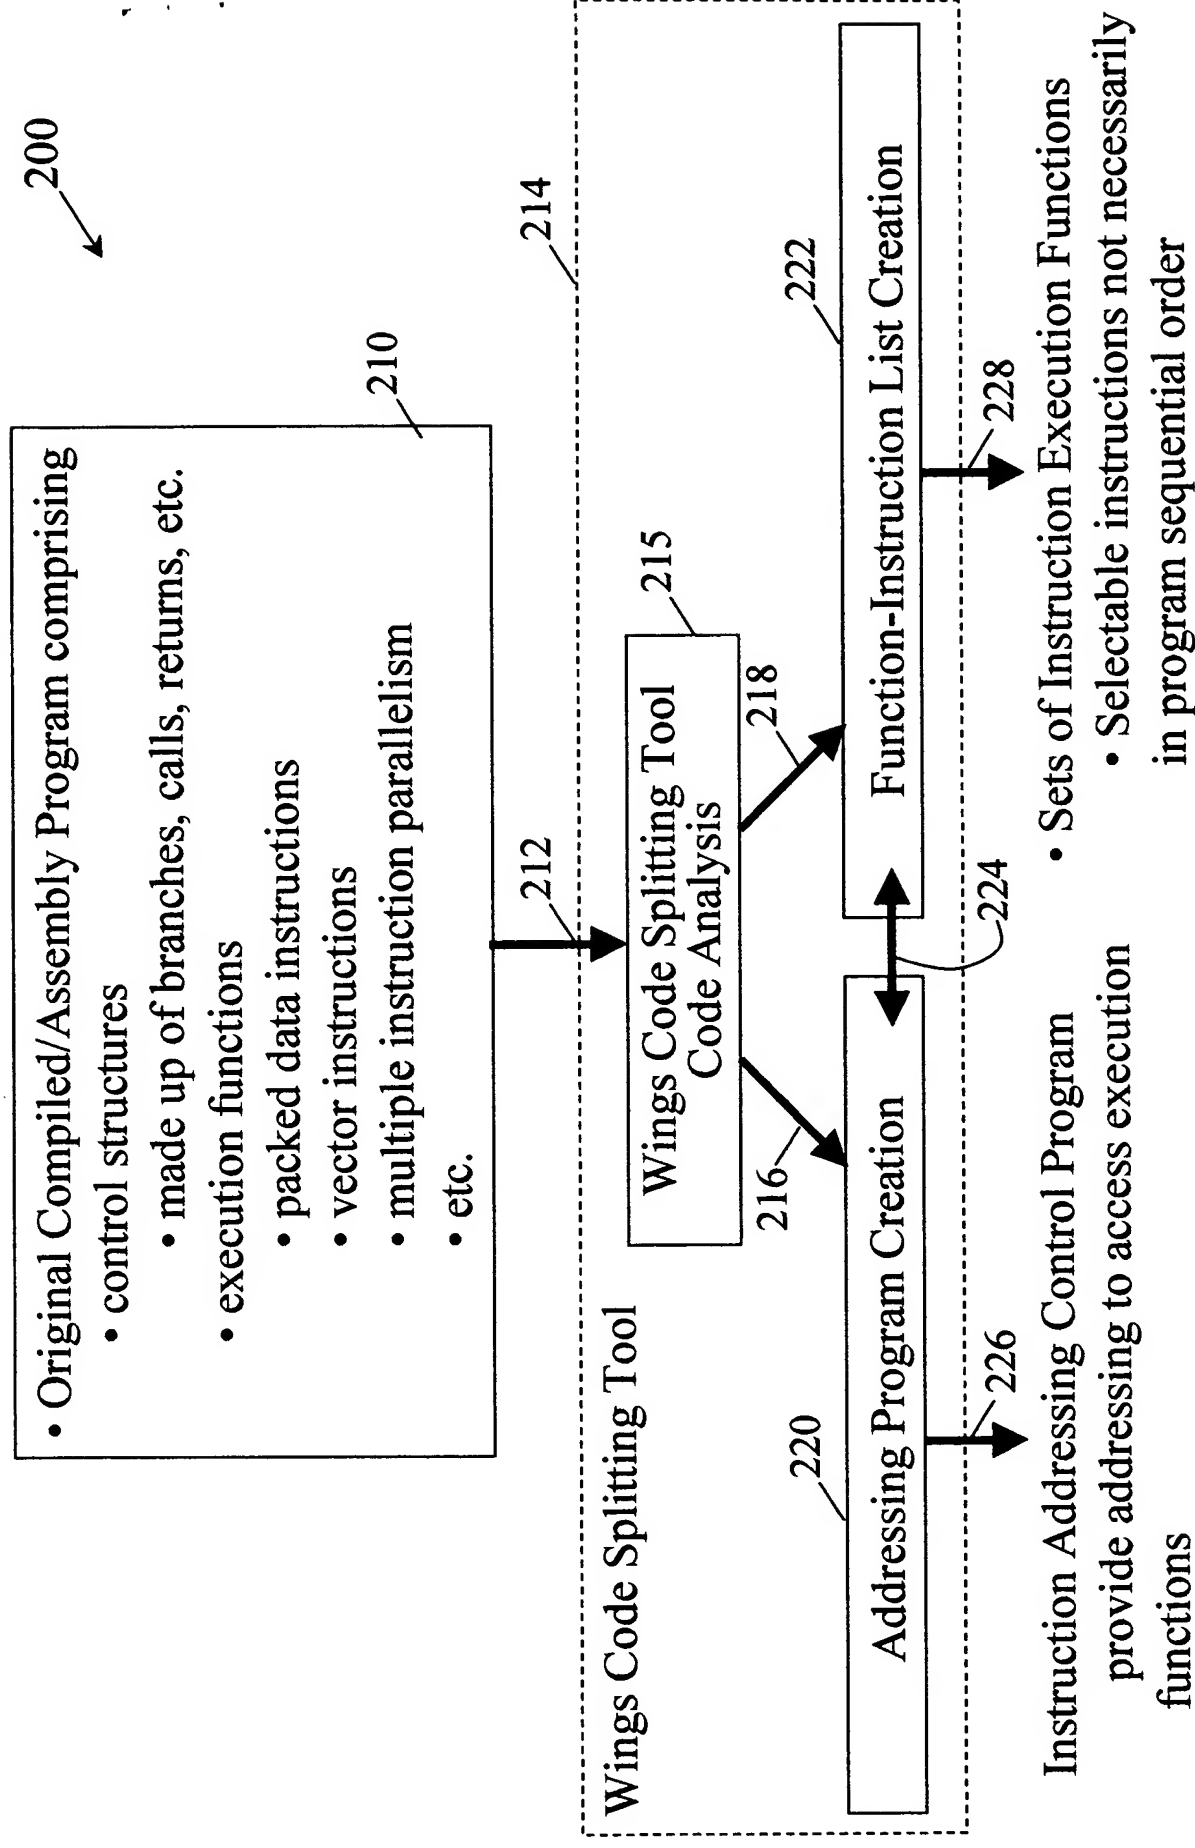 200
• Original Compiled/Assembly Program comprising
• control structures
• made up of branches, calls, returns, etc.
• execution functions
• packed data instructions
• vector instructions
• multiple instruction parallelism
• etc.
210
212
214
Wings Code Splitting Tool
Wings Code Splitting Tool
Code Analysis
215
216
218
220
Addressing Program Creation
222
Function-Instruction List Creation
224
226
228
Instruction Addressing Control Program
provide addressing to access execution
functions
• Sets of Instruction Execution Functions
• Selectable instructions not necessarily
in program sequential order